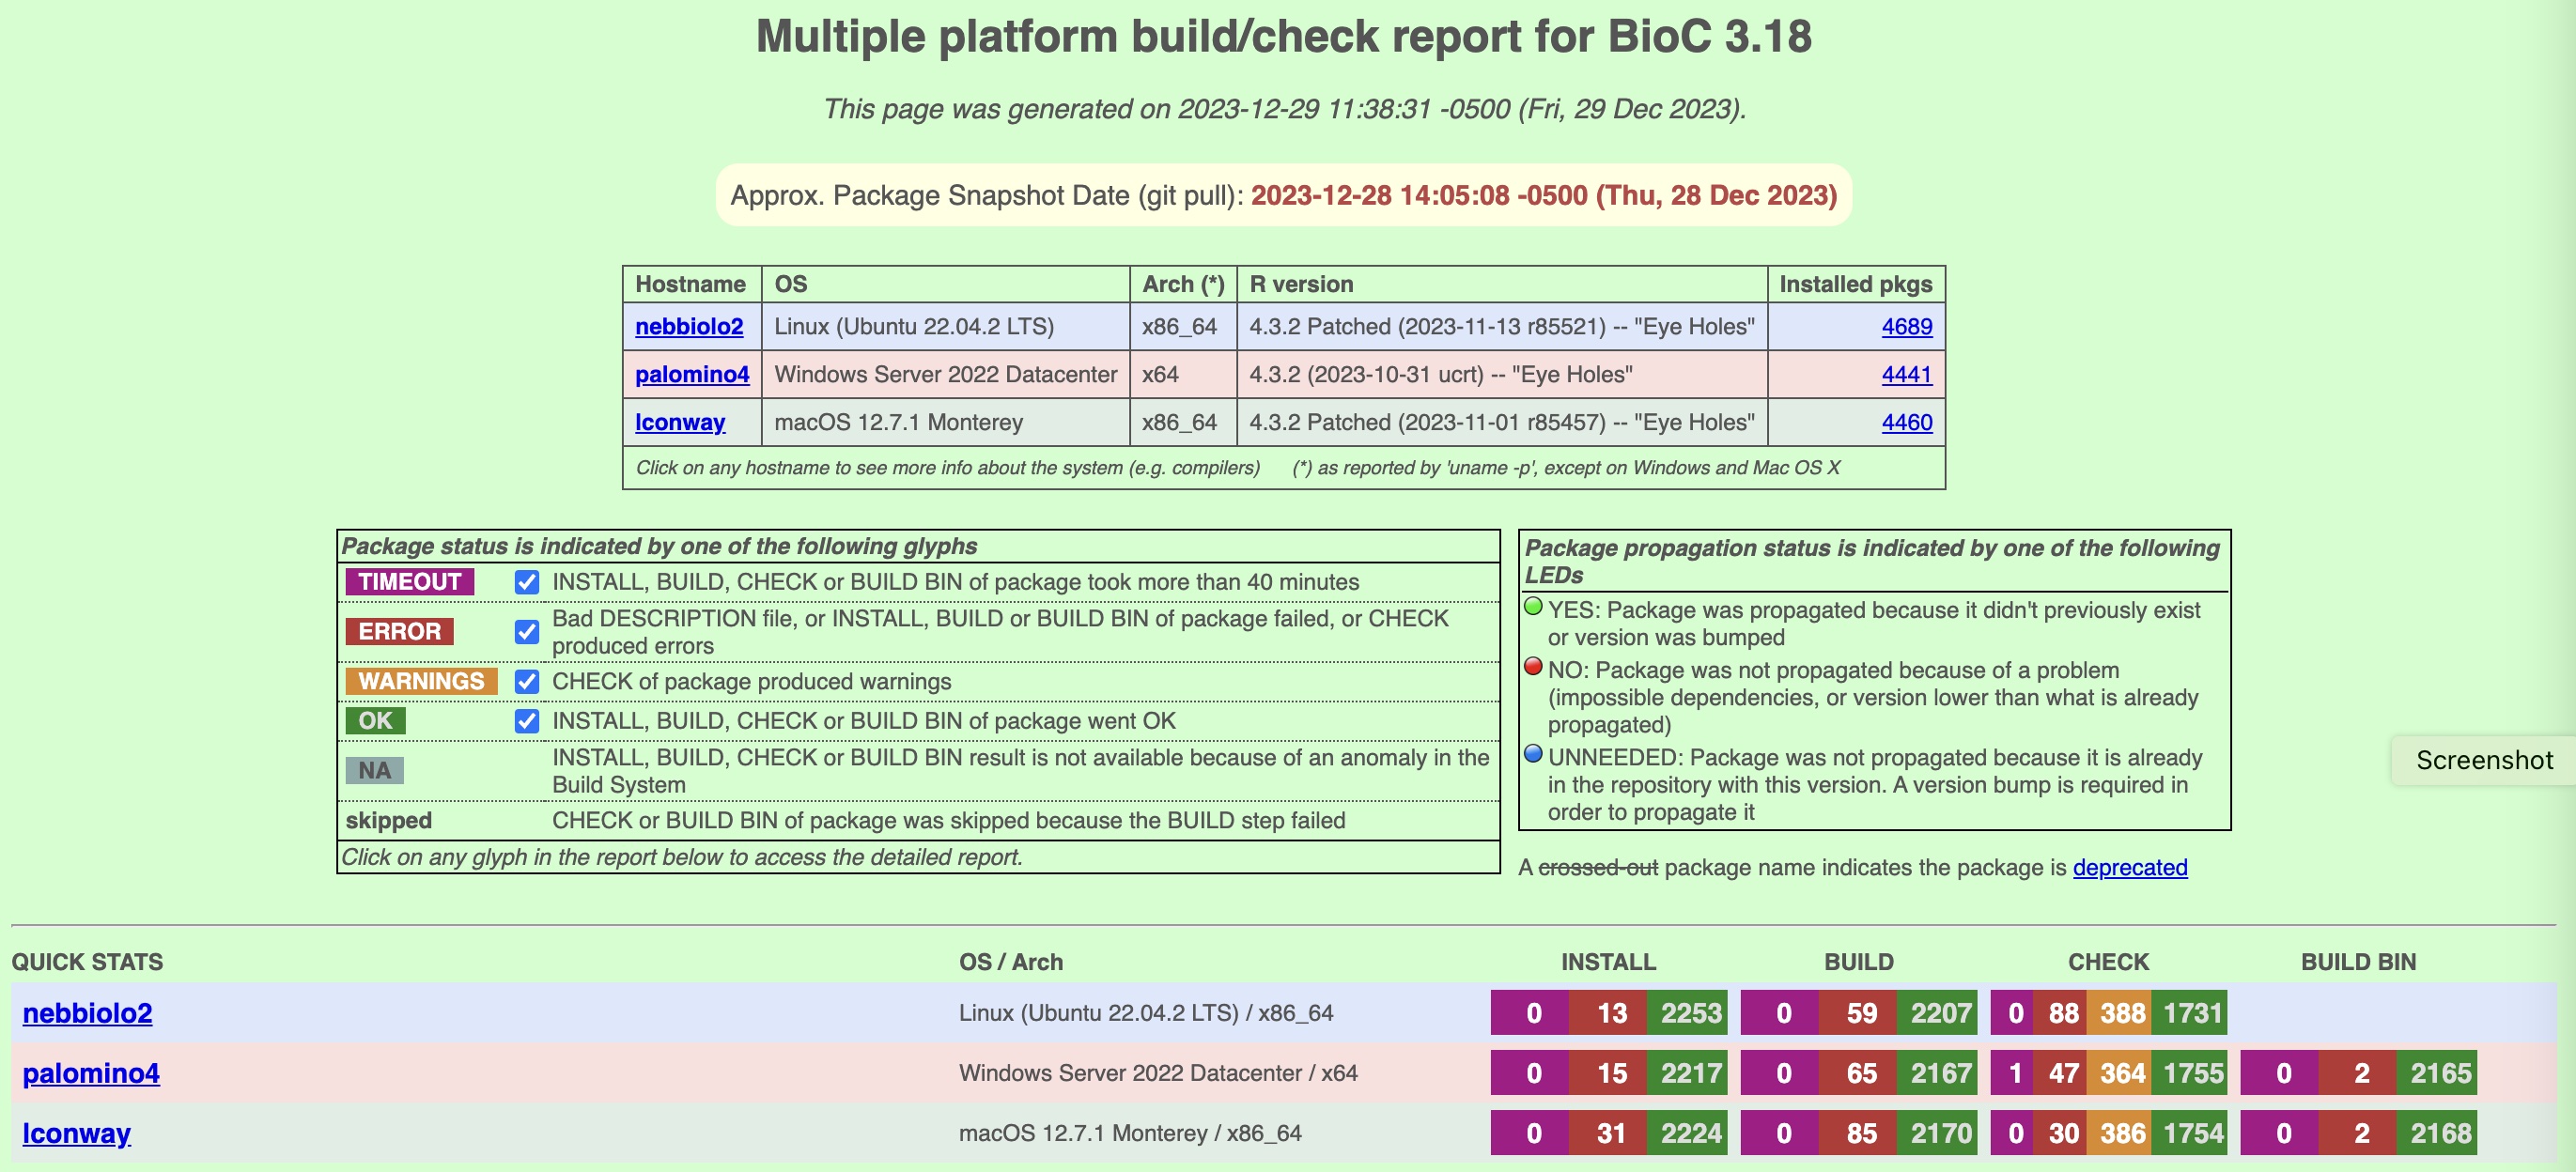 Multiple platform build/check report for BioC 3.18
This page was generated on 2023-12-29 11:38:31 -0500 (Fri, 29 Dec 2023).
Approx. Package Snapshot Date (git pull): 2023-12-28 14:05:08 -0500 (Thu, 28 Dec 2023)
Hostname OS Arch (*) R version Installed pkgs
nebbiolo2 Linux (Ubuntu 22.04.2 LTS) x86_64 4.3.2 Patched (2023-11-13 r85521) -- "Eye Holes" 4689
palomino4 Windows Server 2022 Datacenter x64 4.3.2 (2023-10-31 ucrt) -- "Eye Holes" 4441
lconway macOS 12.7.1 Monterey x86_64 4.3.2 Patched (2023-11-01 r85457) -- "Eye Holes" 4460
Click on any hostname to see more info about the system (e.g. compilers) (*) as reported by 'uname -p', except on Windows and Mac OS X
Package status is indicated by one of the following glyphs
TIMEOUT INSTALL, BUILD, CHECK or BUILD BIN of package took more than 40 minutes
ERROR Bad DESCRIPTION file, or INSTALL, BUILD or BUILD BIN of package failed, or CHECK
produced errors
WARNINGS CHECK of package produced warnings
OK INSTALL, BUILD, CHECK or BUILD BIN of package went OK
NA INSTALL, BUILD, CHECK or BUILD BIN result is not available because of an anomaly in the
Build System
skipped CHECK or BUILD BIN of package was skipped because the BUILD step failed
Click on any glyph in the report below to access the detailed report.
Package propagation status is indicated by one of the following
LEDs
YES: Package was propagated because it didn't previously exist
or version was bumped
NO: Package was not propagated because of a problem
(impossible dependencies, or version lower than what is already
propagated)
UNNEEDED: Package was not propagated because it is already
in the repository with this version. A version bump is required in
order to propagate it
A crossed-out package name indicates the package is deprecated
Screenshot
QUICK STATS OS / Arch INSTALL BUILD CHECK BUILD BIN
nebbiolo2 Linux (Ubuntu 22.04.2 LTS) / x86_64 0 13 2253 0 59 2207 0 88 388 1731
palomino4 Windows Server 2022 Datacenter / x64 0 15 2217 0 65 2167 1 47 364 1755 0 2 2165
lconway macOS 12.7.1 Monterey / x86_64 0 31 2224 0 85 2170 0 30 386 1754 0 2 2168